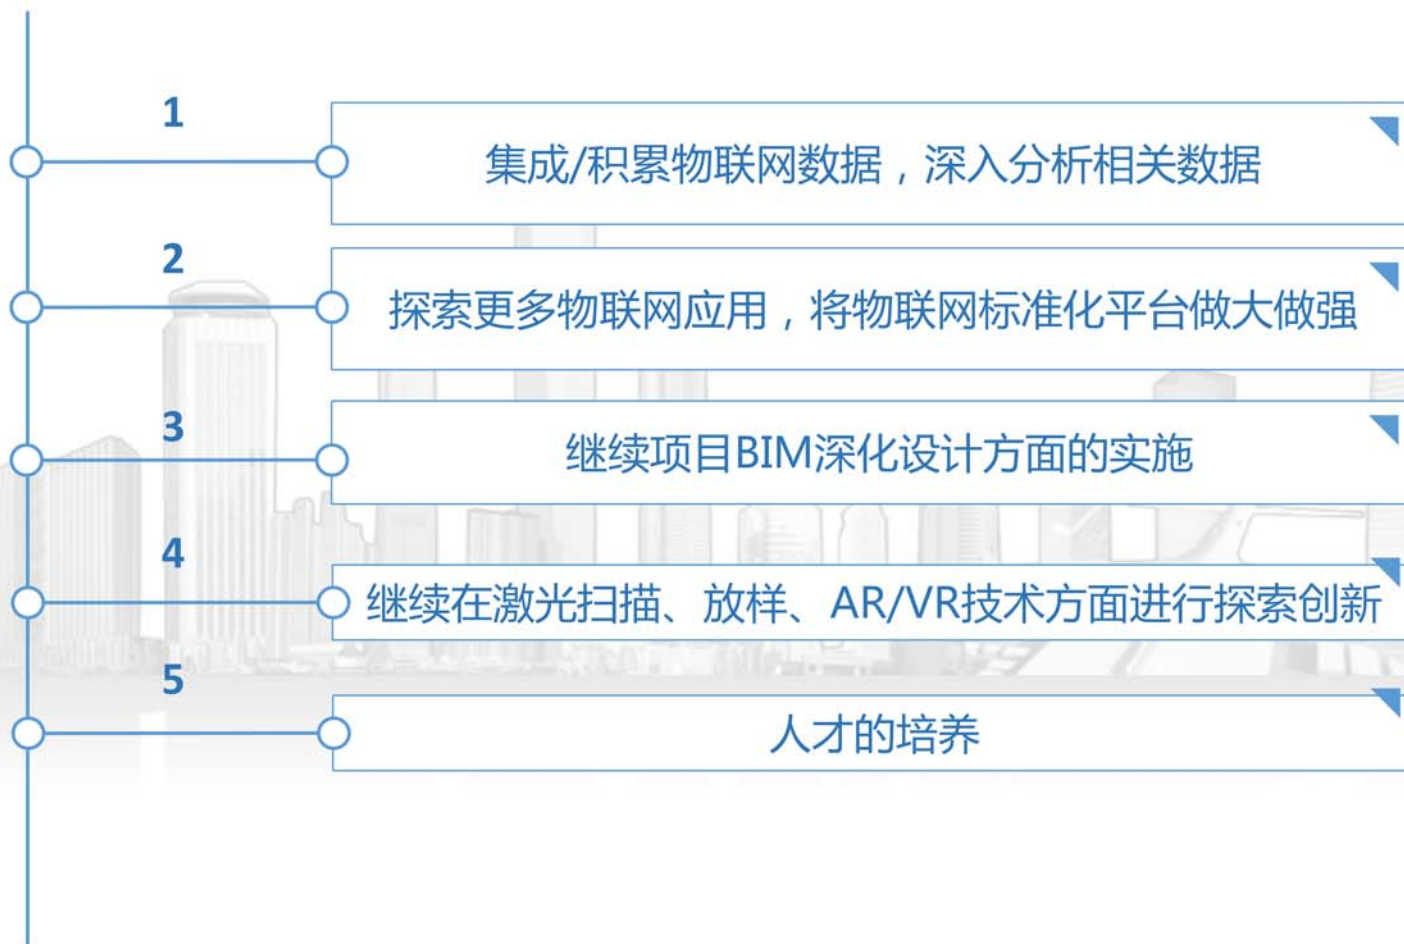 1
集成/积累物联网数据，深入分析相关数据
2
探索更多物联网应用，将物联网标准化平台做大做强
3
继续项目BIM深化设计方面的实施
4
继续在激光扫描、放样、AR/VR技术方面进行探索创新
5
人才的培养